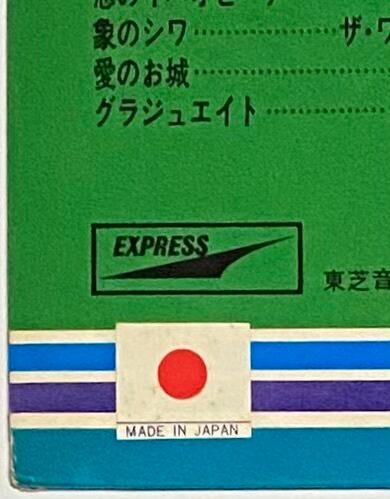 象のシワ…………ザ・ワ
愛のお城…………
グラジュエイト…………
EXPRESS
東芝音
MADE IN JAPAN